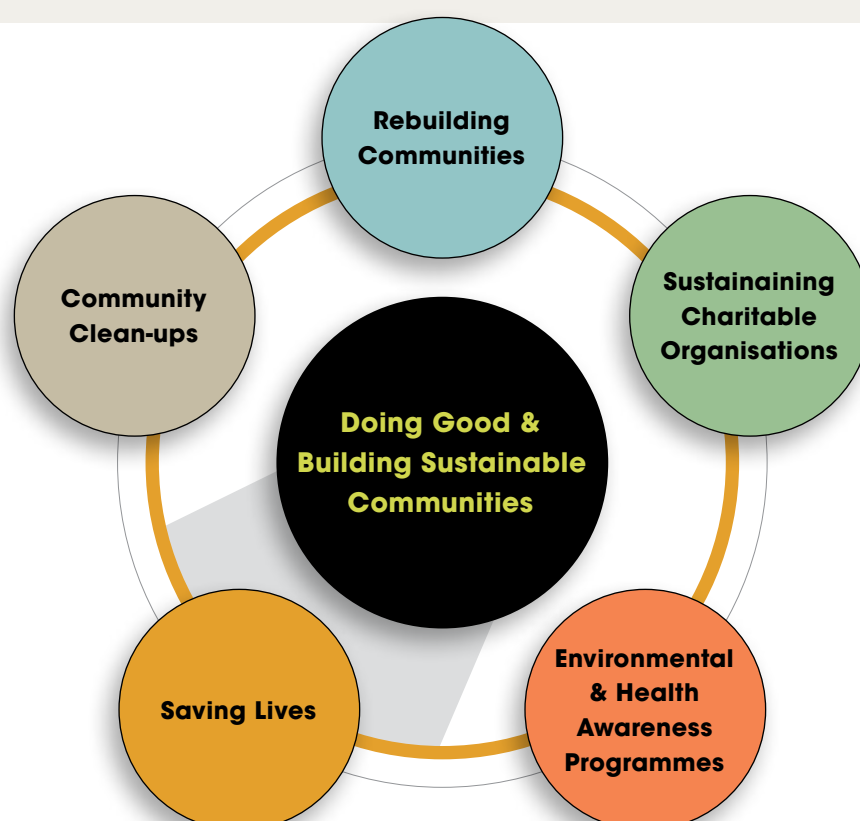 Rebuilding
Communities
Sustainaining
Charitable
Organisations
Environmental
& Health
Awareness
Programmes
Saving Lives
Community
Clean-ups
Doing Good &
Building Sustainable
Communities